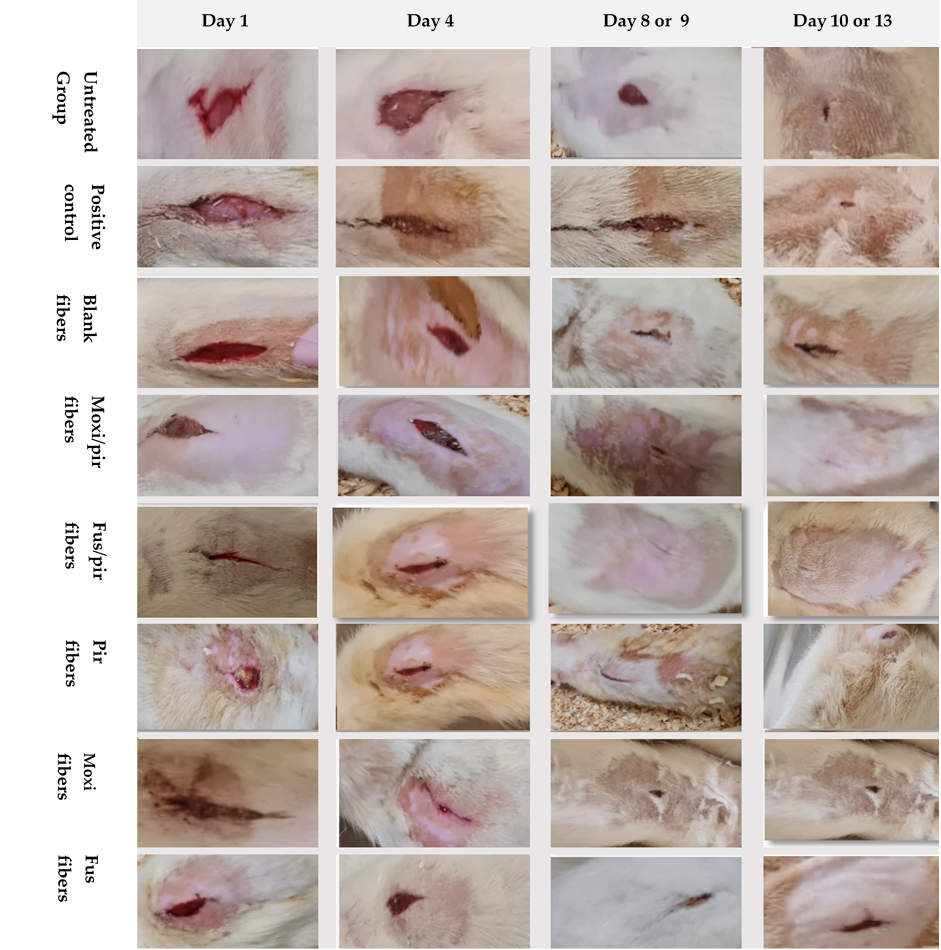 Day 1 Day 4 Day 8 or 9 Day 10 or 13
Untreated
Group
Positive
control
Blank
fibers
Moxi/pir
fibers
Fus/pir
fibers
Pir
fibers
Moxi
fibers
Fus
fibers